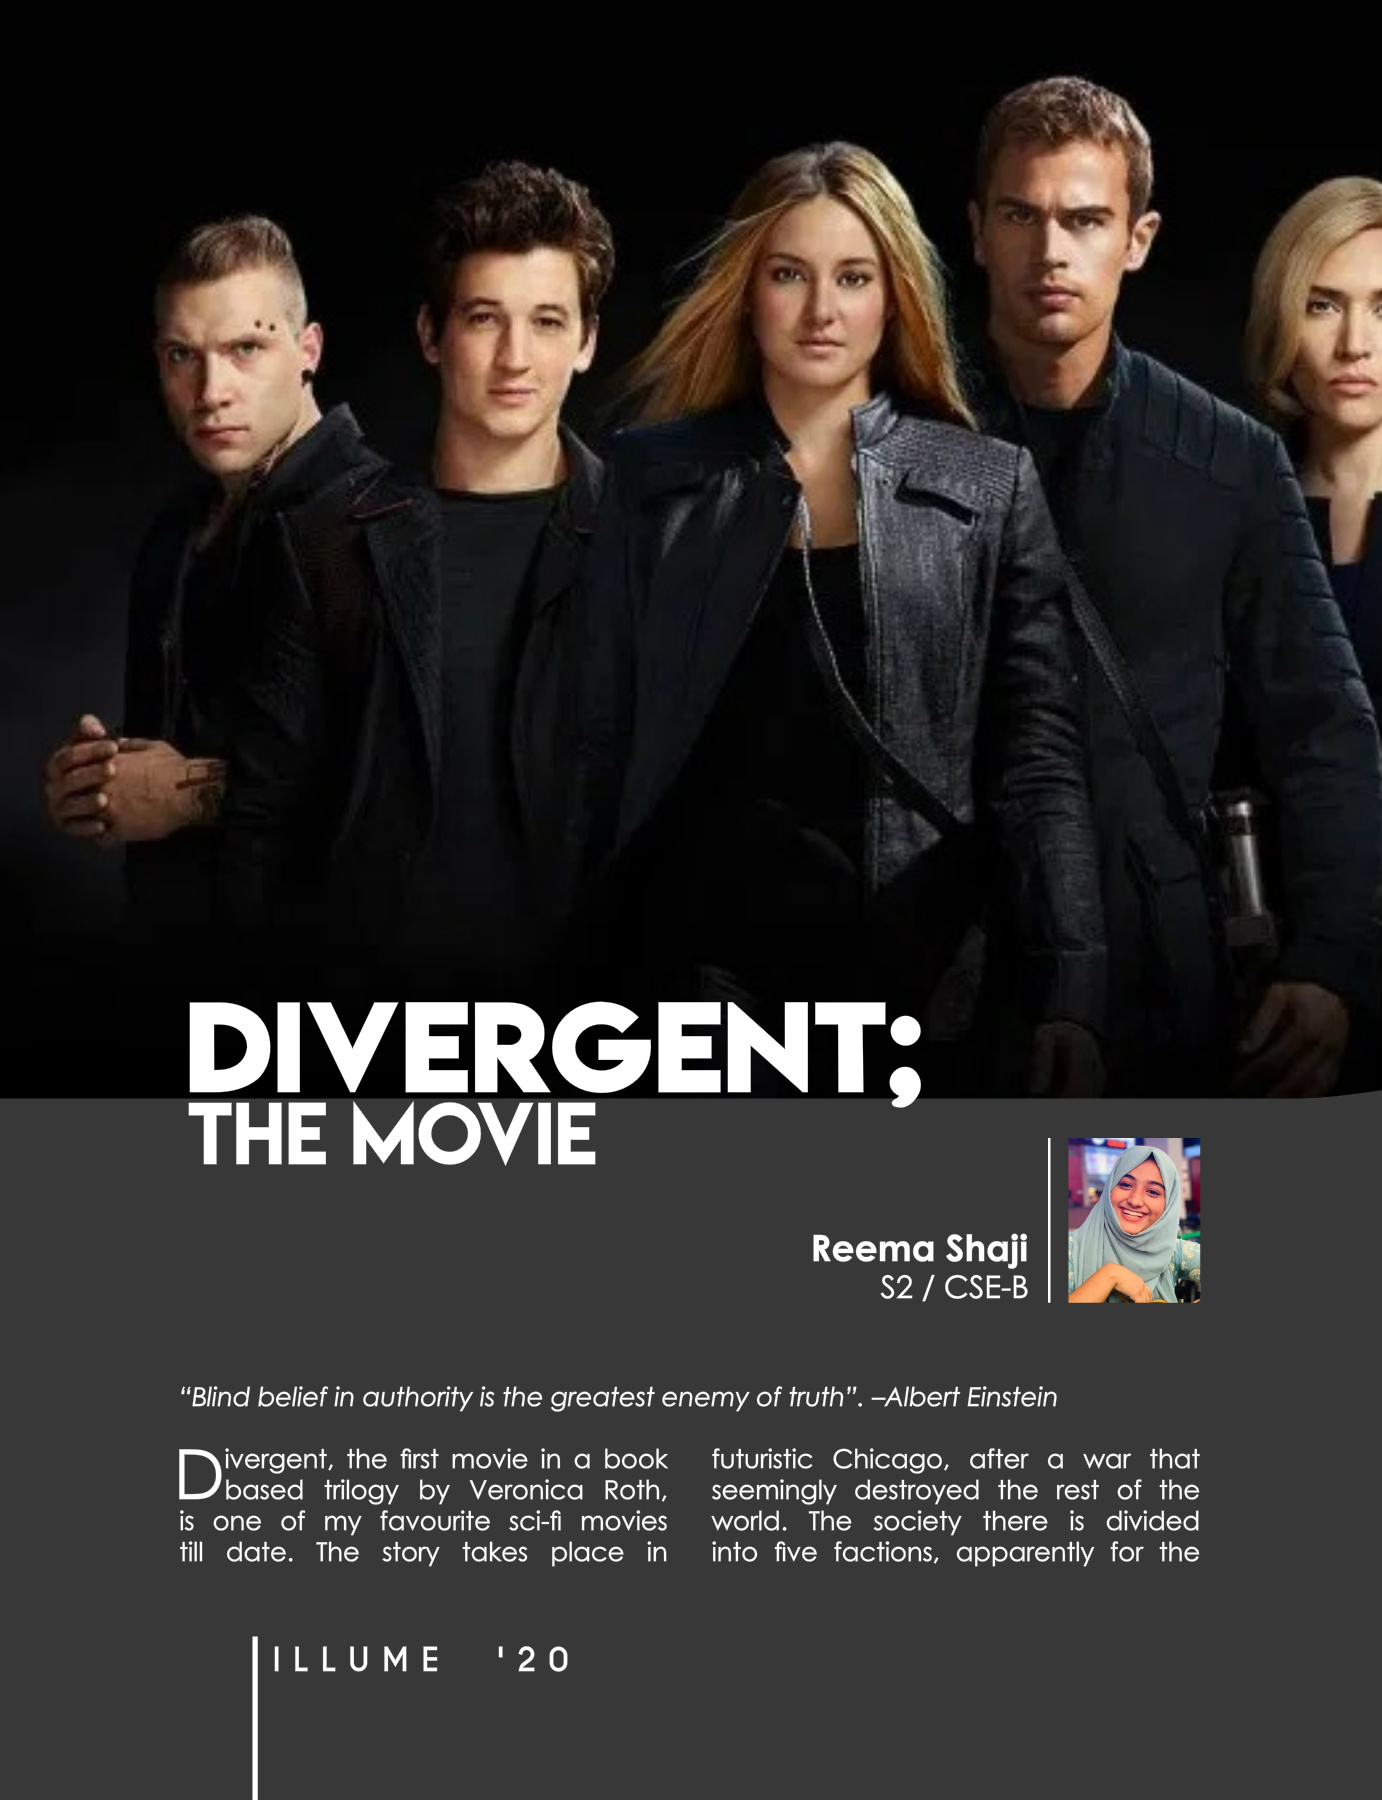 DIVERGENT;
THE MOVIE
Reema Shaji
S2 / CSE-B
“Blind belief in authority is the greatest enemy of truth”. –Albert Einstein
Divergent, the first movie in a book
based trilogy by Veronica Roth,
is one of my favourite sci-fi movies
till date. The story takes place in
futuristic Chicago, after a war that
seemingly destroyed the rest of the
world. The society there is divided
into five factions, apparently for the
ILLUME '20